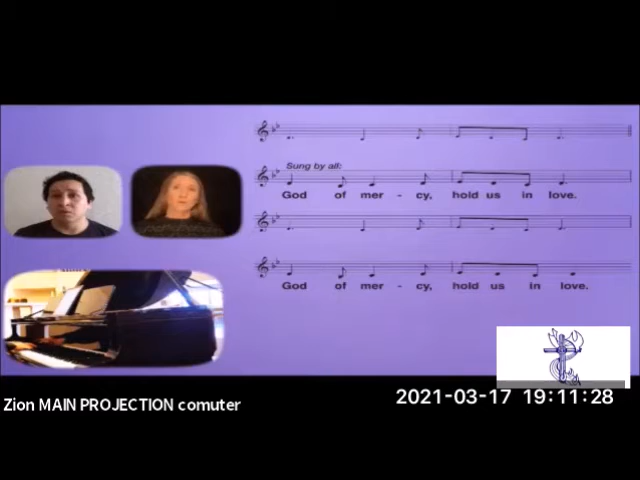 Sung by all:
God of mer - cy, hold us in love.
God of mer - cy, hold us in love.
Zion MAIN PROJECTION comuter
2021-03-17 19:11:28